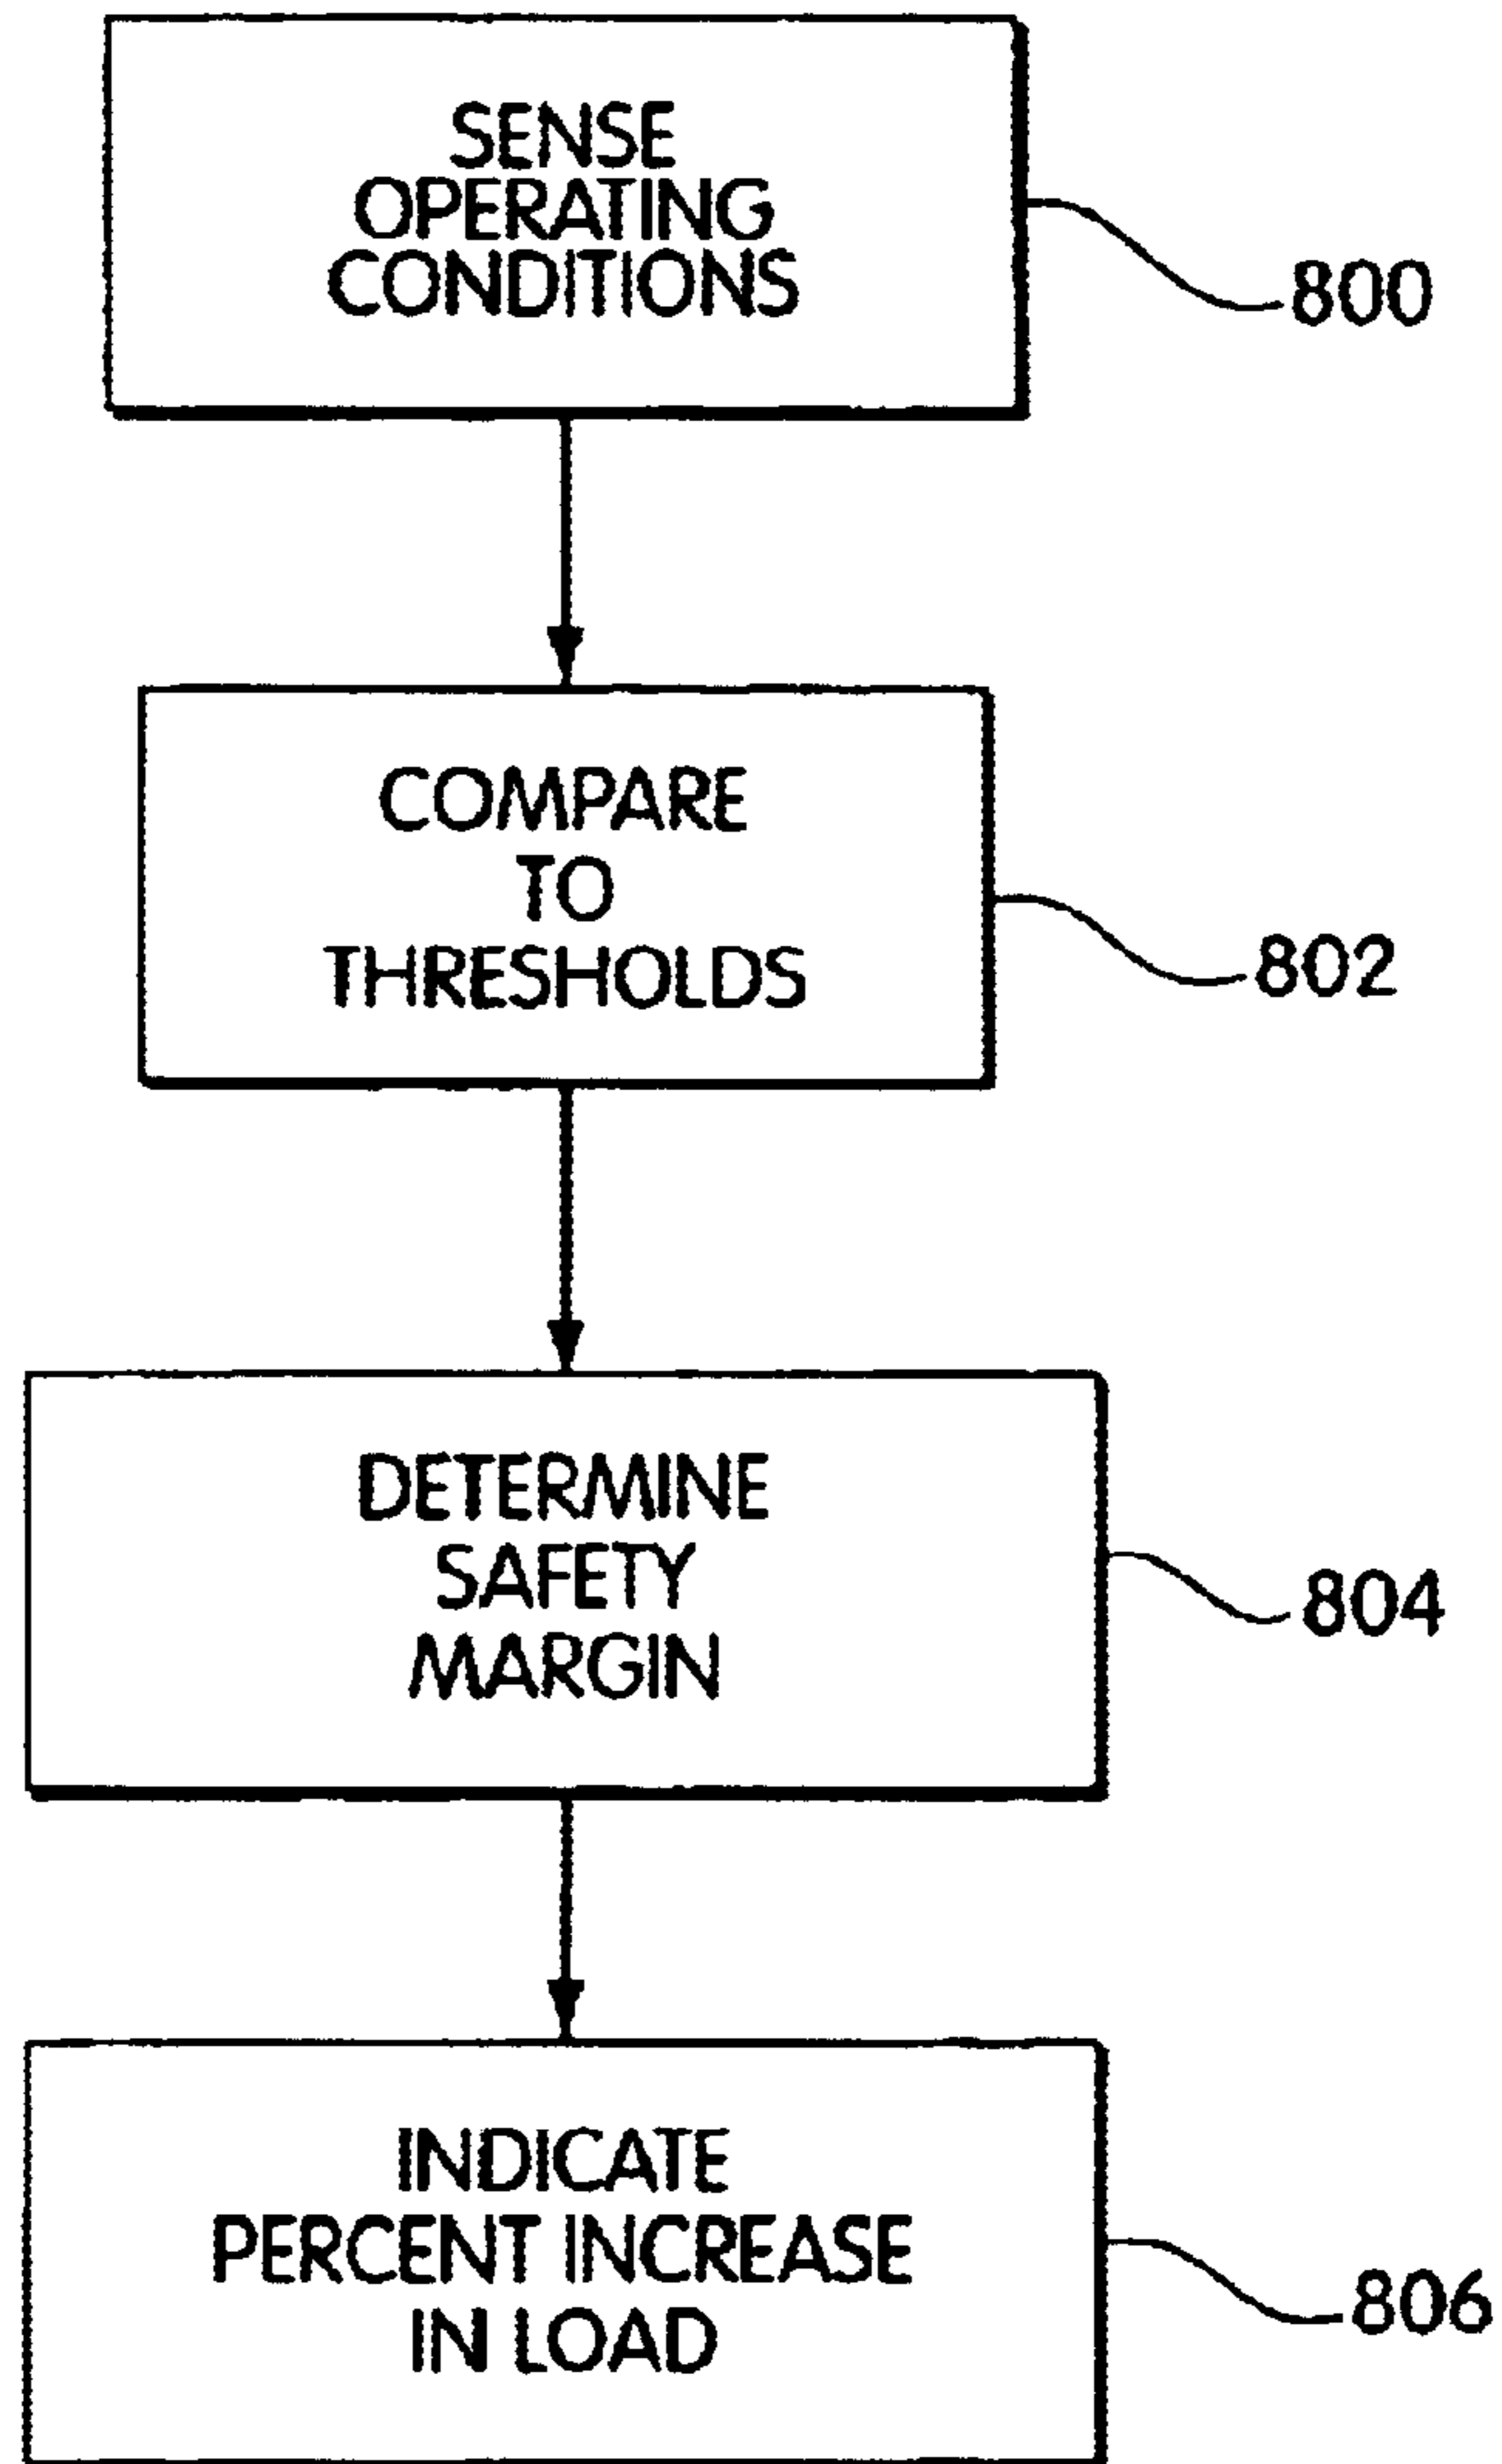 SENSE
OPERATING
CONDITIONS
800
COMPARE
TO
THRESHOLDS
802
DETERMINE
SAFETY
MARGIN
804
INDICATE
PERCENT INCREASE
IN LOAD
806